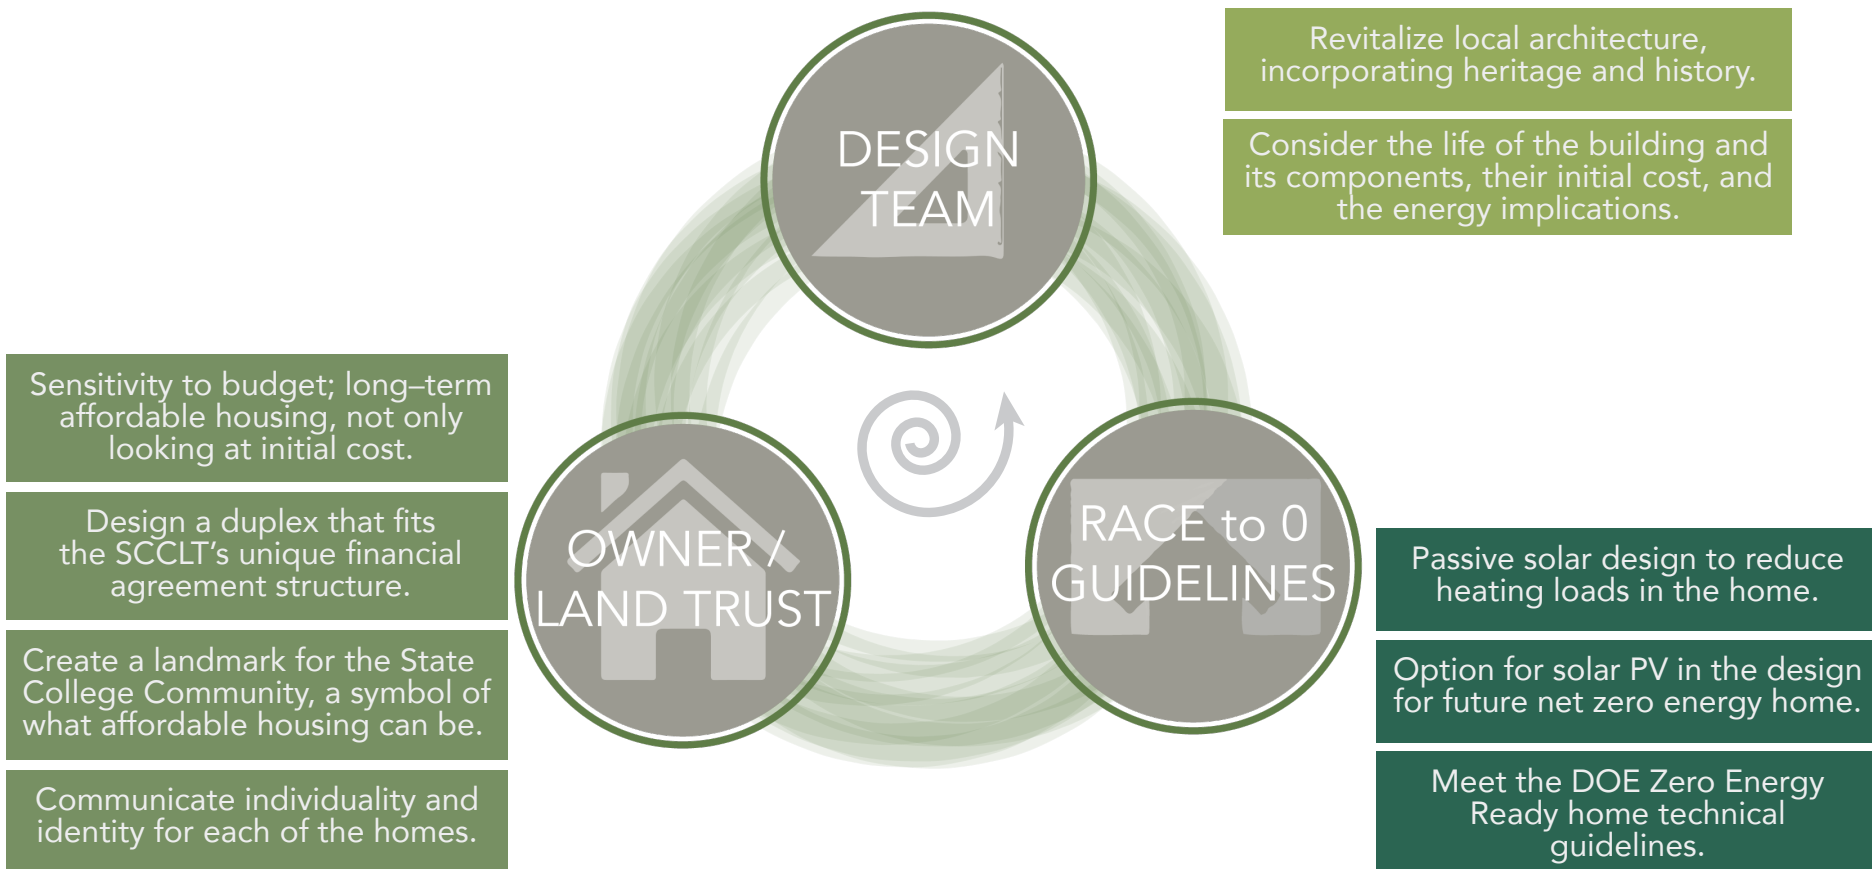 DESIGN
TEAM
Revitalize local architecture,
incorporating heritage and history.
Consider the life of the building and
its components, their initial cost, and
the energy implications.
Sensitivity to budget; long–term
affordable housing, not only
looking at initial cost.
Design a duplex that fits
the SCCLT’s unique financial
agreement structure.
Create a landmark for the State
College Community, a symbol of
what affordable housing can be.
Communicate individuality and
identity for each of the homes.
OWNER /
LAND TRUST
RACE to 0
GUIDELINES
Passive solar design to reduce
heating loads in the home.
Option for solar PV in the design
for future net zero energy home.
Meet the DOE Zero Energy
Ready home technical
guidelines.